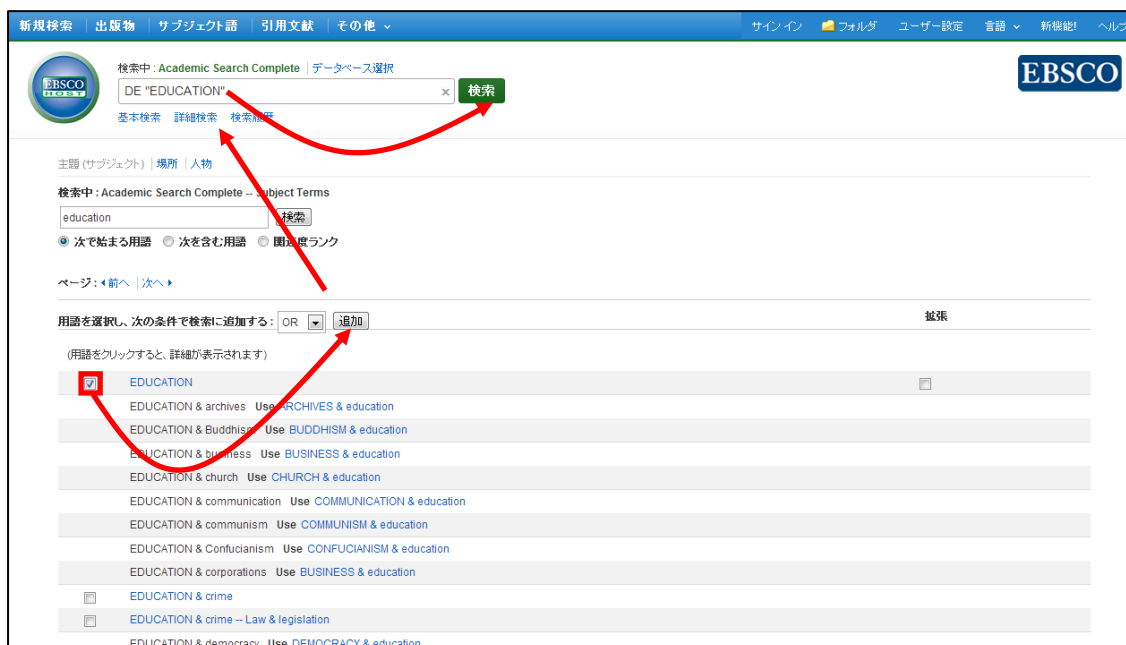 新規検索 出版物 サブジェクト語 引用文献 その他 サイン イン フォルダ ユーザー設定 言語 新機能! ヘルプ
EBSCO HOST
検索中 : Academic Search Complete データベース選択
DE "EDUCATION" × 検索
EBSCO
基本検索 詳細検索 検索履歴
主題 (サブジェクト) 場所 人物
検索中 : Academic Search Complete -- Subject Terms
education 検索
次で始まる用語 次を含む用語 関連度ランク
ページ : 前へ 次へ
用語を選択し、次の条件で検索に追加する : OR 追加 拡張
(用語をクリックすると、詳細が表示されます)
EDUCATION
EDUCATION & archives Use ARCHIVES & education
EDUCATION & Buddhism Use BUDDHISM & education
EDUCATION & business Use BUSINESS & education
EDUCATION & church Use CHURCH & education
EDUCATION & communication Use COMMUNICATION & education
EDUCATION & communism Use COMMUNISM & education
EDUCATION & Confucianism Use CONFUCIANISM & education
EDUCATION & corporations Use BUSINESS & education
EDUCATION & crime
EDUCATION & crime -- Law & legislation
EDUCATION & democracy Use DEMOCRACY & education